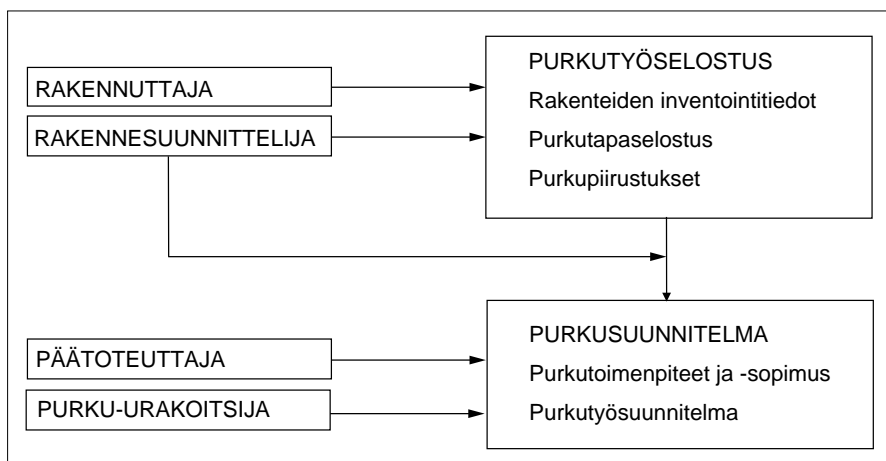 PURKUTYÖSELOSTUS
RAKENNUTTAJA
Rakenteiden inventointitiedot
RAKENNESUUNNITTELIJA
Purkutapaselostus
Purkupiirustukset
PURKUSUUNNITELMA
PÄÄTOTEUTTAJA
Purkutoimenpiteet ja -sopimus
PURKU-URAKOITSIJA
Purkutyösuunnitelma